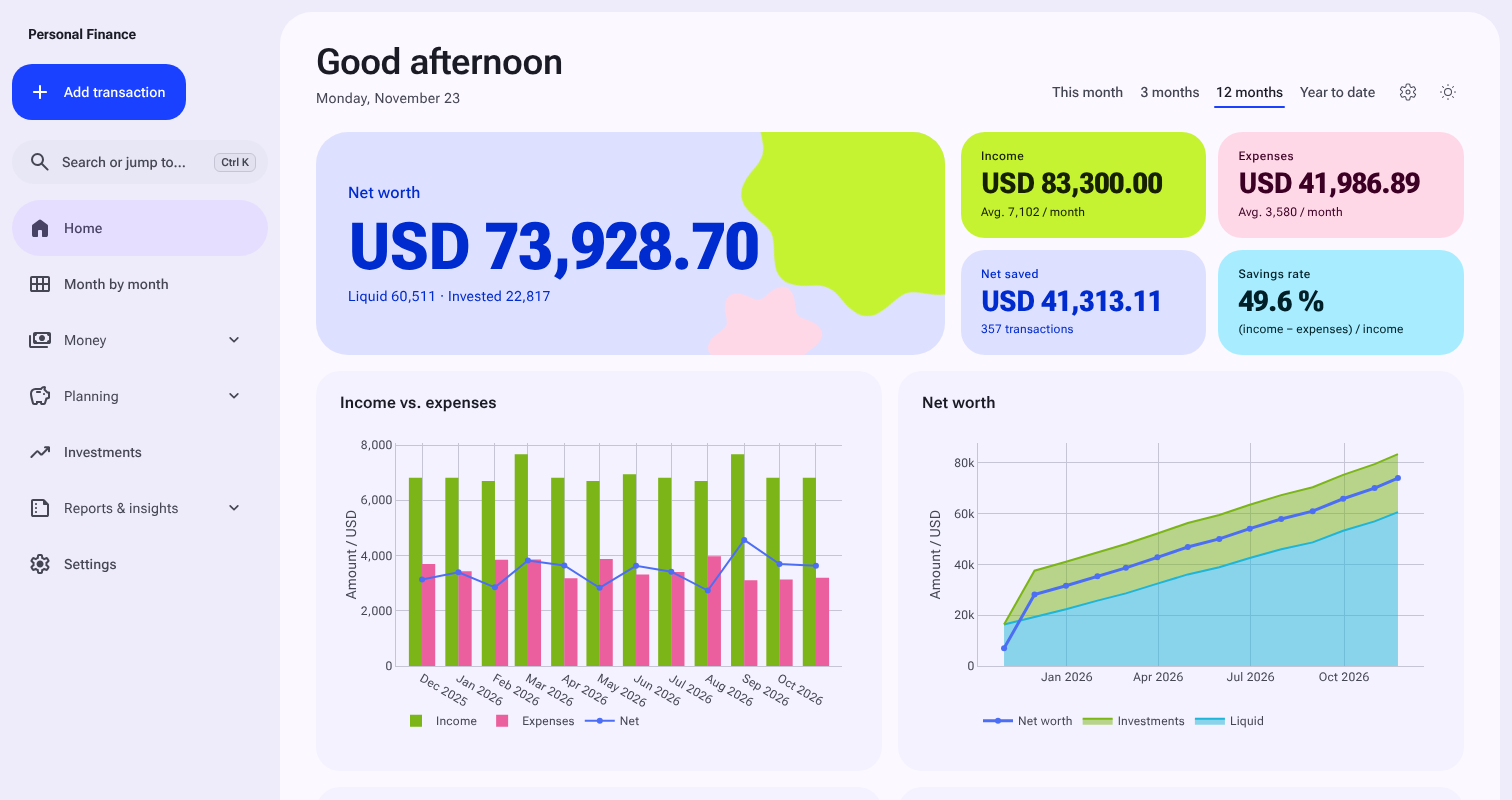 Personal Finance
Add transaction
Search or jump to...
Ctrl K
Home
Month by month
Money
Planning
Investments
Reports & insights
Settings
Good afternoon
Monday, November 23
This month
3 months
12 months
Year to date
Net worth
USD 73,928.70
Liquid 60,511 · Invested 22,817
Income
USD 83,300.00
Avg. 7,102 / month
Expenses
USD 41,986.89
Avg. 3,580 / month
Net saved
USD 41,313.11
357 transactions
Savings rate
49.6 %
(income – expenses) / income
Income vs. expenses
Amount / USD
8,000
6,000
4,000
2,000
0
Dec 2025
Jan 2026
Feb 2026
Mar 2026
Apr 2026
May 2026
Jun 2026
Jul 2026
Aug 2026
Sep 2026
Oct 2026
Income
Expenses
Net
Net worth
Amount / USD
80k
60k
40k
20k
0
Jan 2026
Apr 2026
Jul 2026
Oct 2026
Net worth
Investments
Liquid